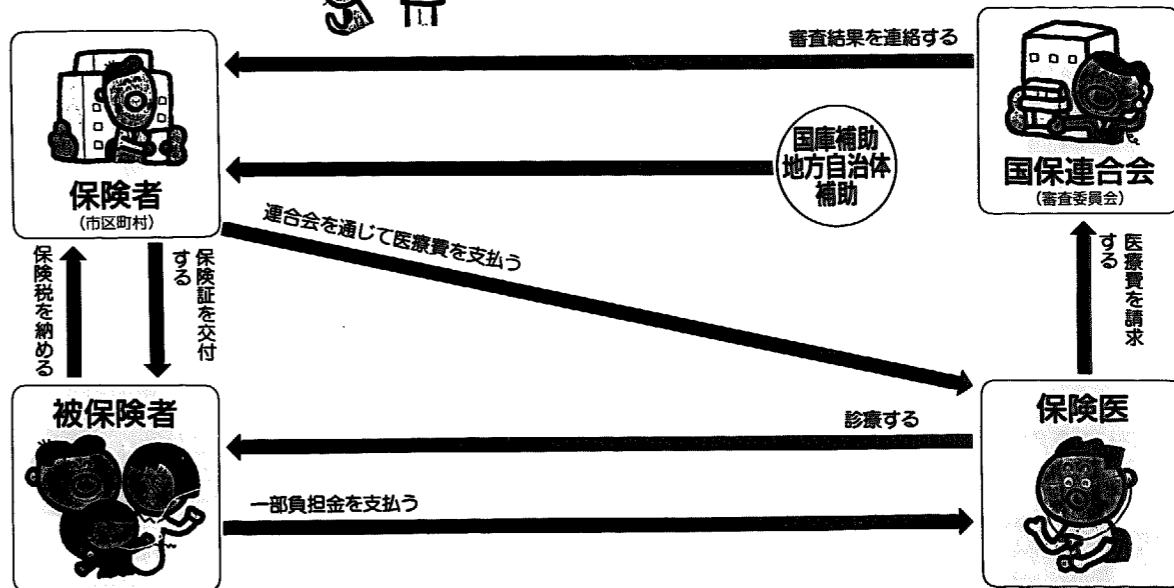 審査結果を連絡する
国庫補助
地方自治体
補助
保険者
(市区町村)
国保連合会
(審査委員会)
連合会を通じて医療費を支払う
保険税を納める
保険証を交付
する
医療費を請求
する
被保険者
保険医
診療する
一部負担金を支払う